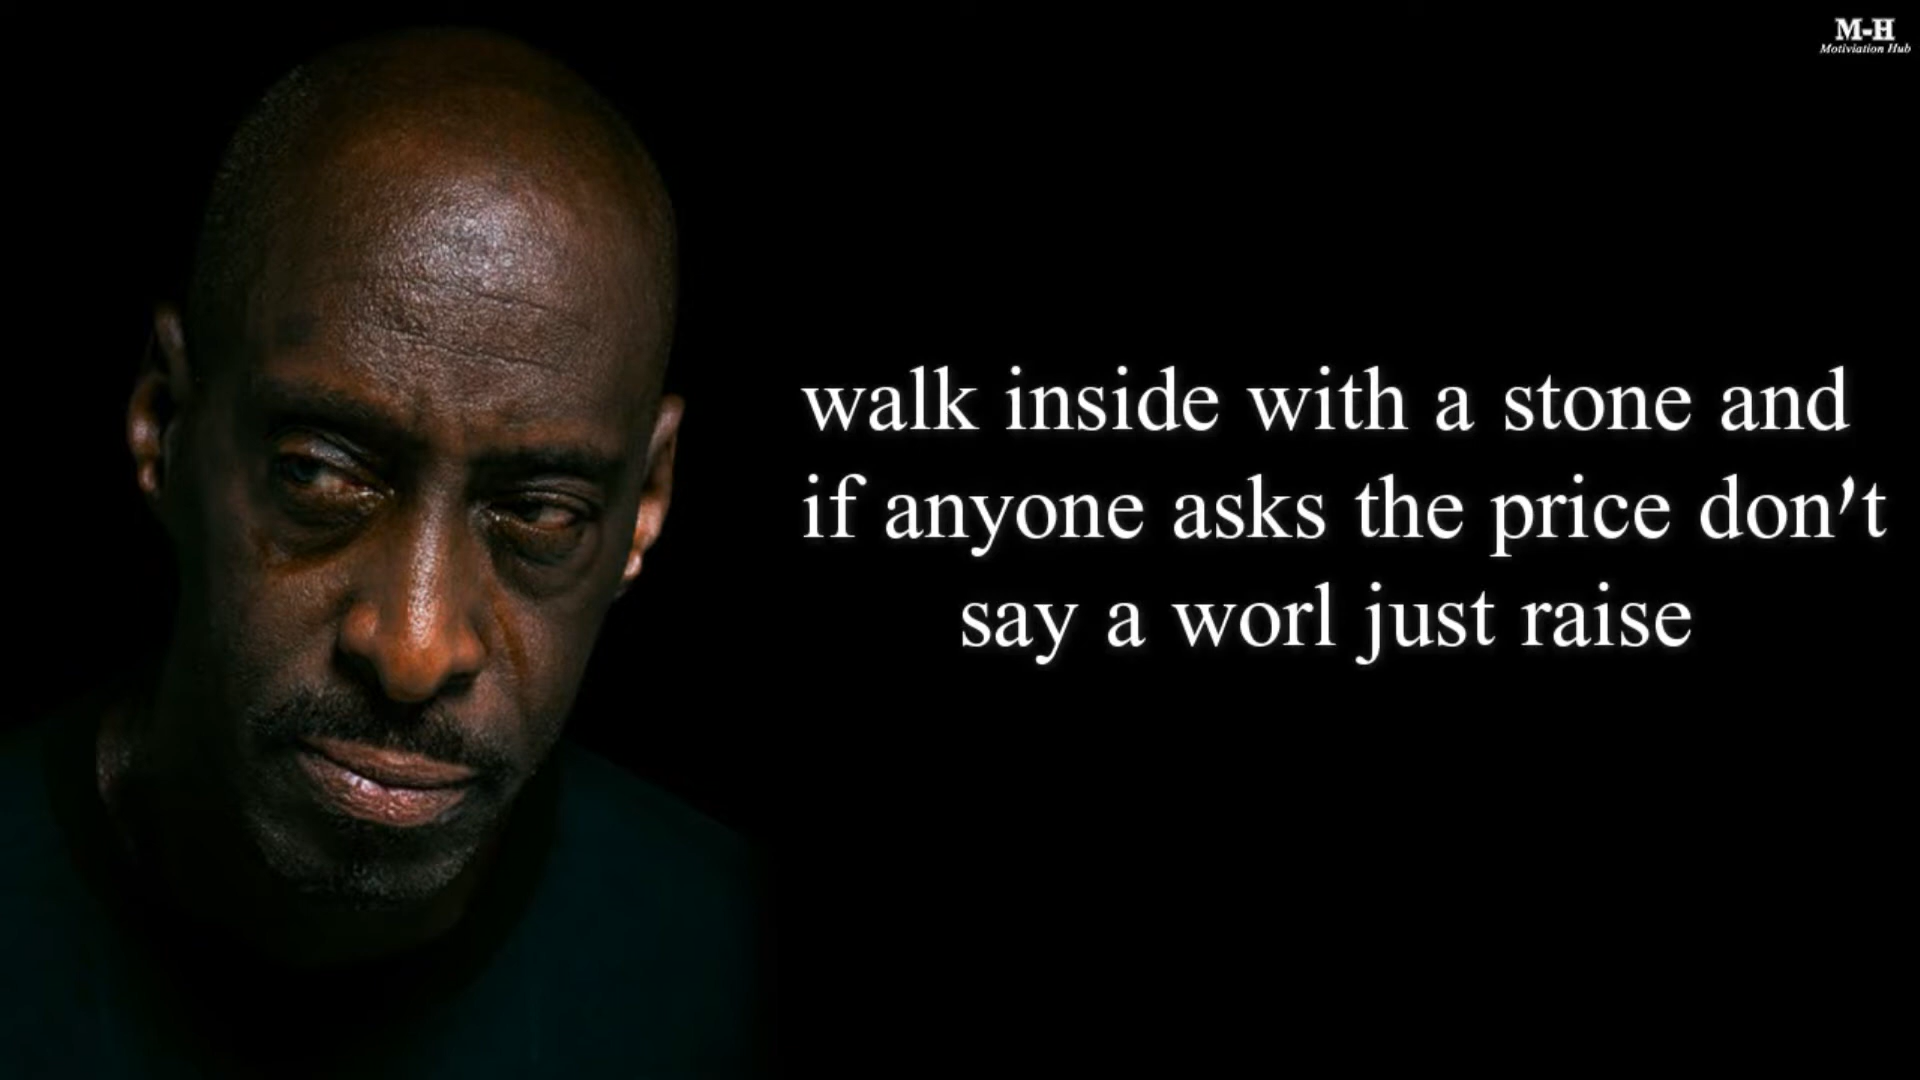 M-H
Motiviation Hub
walk inside with a stone and
if anyone asks the price don't
say a worl just raise